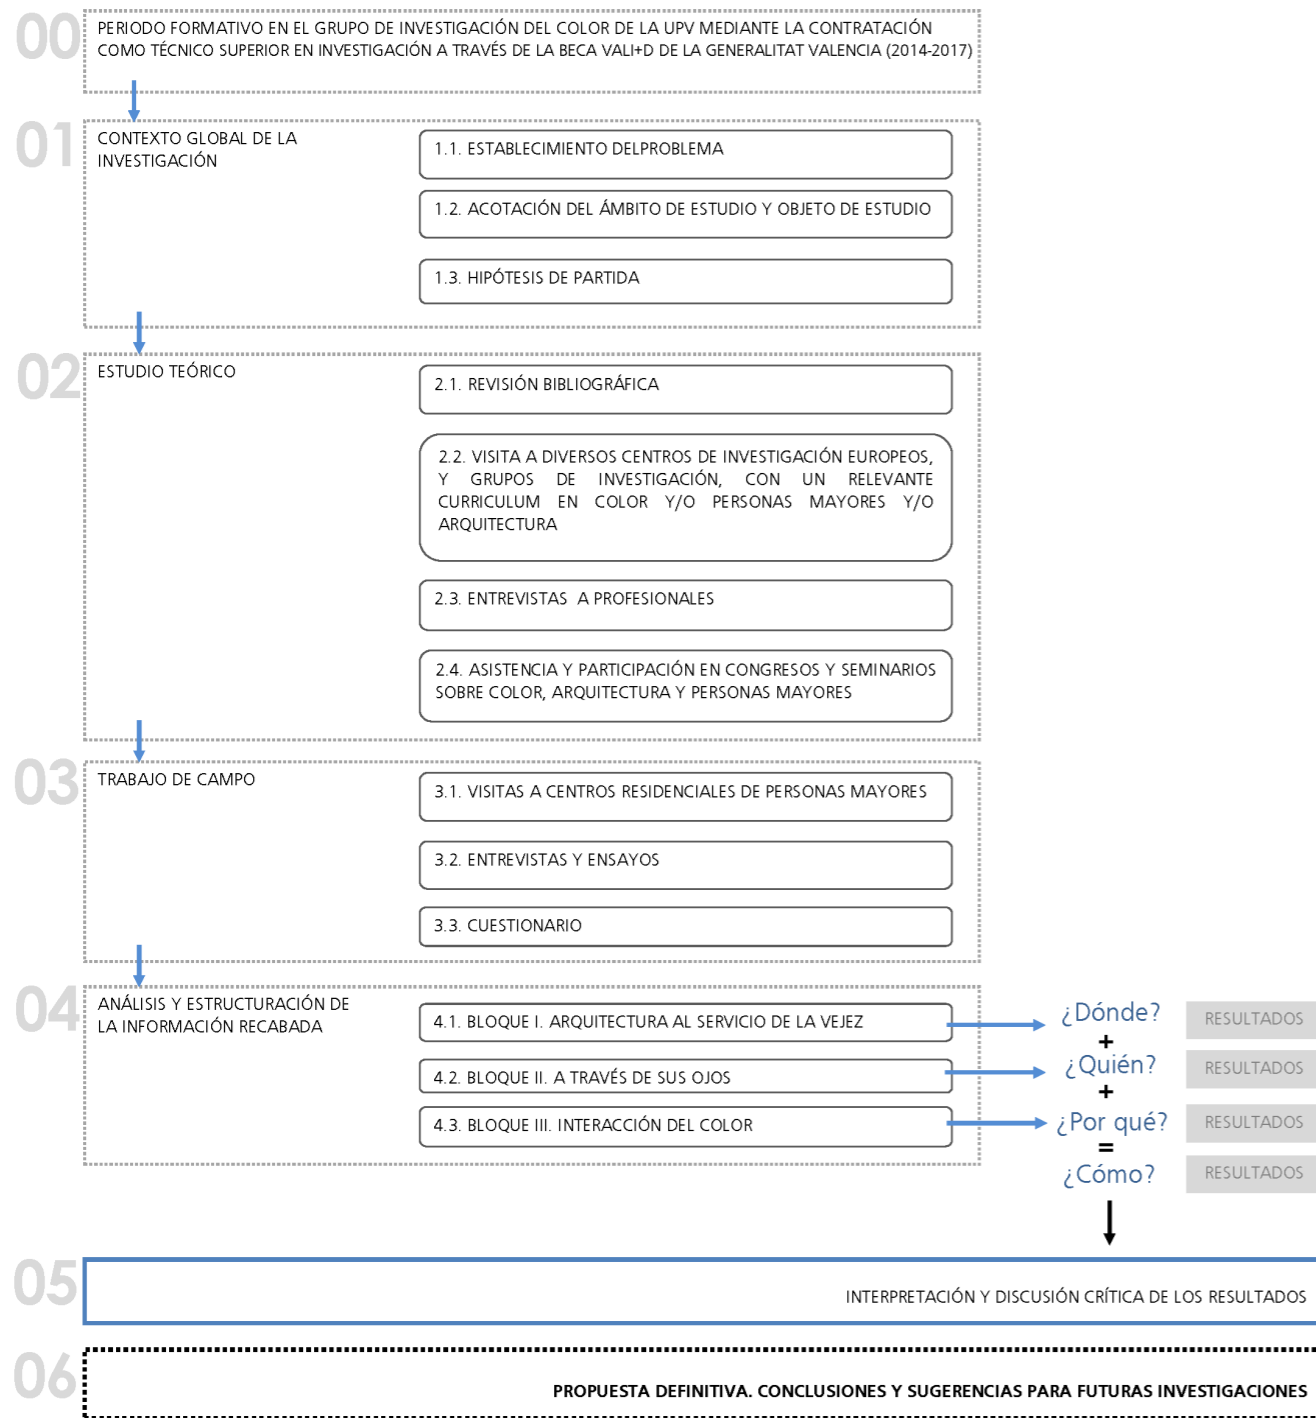 00
PERIODO FORMATIVO EN EL GRUPO DE INVESTIGACIÓN DEL COLOR DE LA UPV MEDIANTE LA CONTRATACIÓN
COMO TÉCNICO SUPERIOR EN INVESTIGACIÓN A TRAVÉS DE LA BECA VALI+D DE LA GENERALITAT VALENCIA (2014-2017)
01
CONTEXTO GLOBAL DE LA
INVESTIGACIÓN
1.1. ESTABLECIMIENTO DELPROBLEMA
1.2. ACOTACIÓN DEL ÁMBITO DE ESTUDIO Y OBJETO DE ESTUDIO
1.3. HIPÓTESIS DE PARTIDA
02
ESTUDIO TEÓRICO
2.1. REVISIÓN BIBLIOGRÁFICA
2.2. VISITA A DIVERSOS CENTROS DE INVESTIGACIÓN EUROPEOS,
Y GRUPOS DE INVESTIGACIÓN, CON UN RELEVANTE
CURRICULUM EN COLOR Y/O PERSONAS MAYORES Y/O
ARQUITECTURA
2.3. ENTREVISTAS A PROFESIONALES
2.4. ASISTENCIA Y PARTICIPACIÓN EN CONGRESOS Y SEMINARIOS
SOBRE COLOR, ARQUITECTURA Y PERSONAS MAYORES
03
TRABAJO DE CAMPO
3.1. VISITAS A CENTROS RESIDENCIALES DE PERSONAS MAYORES
3.2. ENTREVISTAS Y ENSAYOS
3.3. CUESTIONARIO
04
ANÁLISIS Y ESTRUCTURACIÓN DE
LA INFORMACIÓN RECABADA
4.1. BLOQUE I. ARQUITECTURA AL SERVICIO DE LA VEJEZ
¿Dónde?
RESULTADOS
+
4.2. BLOQUE II. A TRAVÉS DE SUS OJOS
¿Quién?
RESULTADOS
+
4.3. BLOQUE III. INTERACCIÓN DEL COLOR
¿Por qué?
RESULTADOS
=
¿Cómo?
RESULTADOS
05
INTERPRETACIÓN Y DISCUSIÓN CRÍTICA DE LOS RESULTADOS
06
PROPUESTA DEFINITIVA. CONCLUSIONES Y SUGERENCIAS PARA FUTURAS INVESTIGACIONES